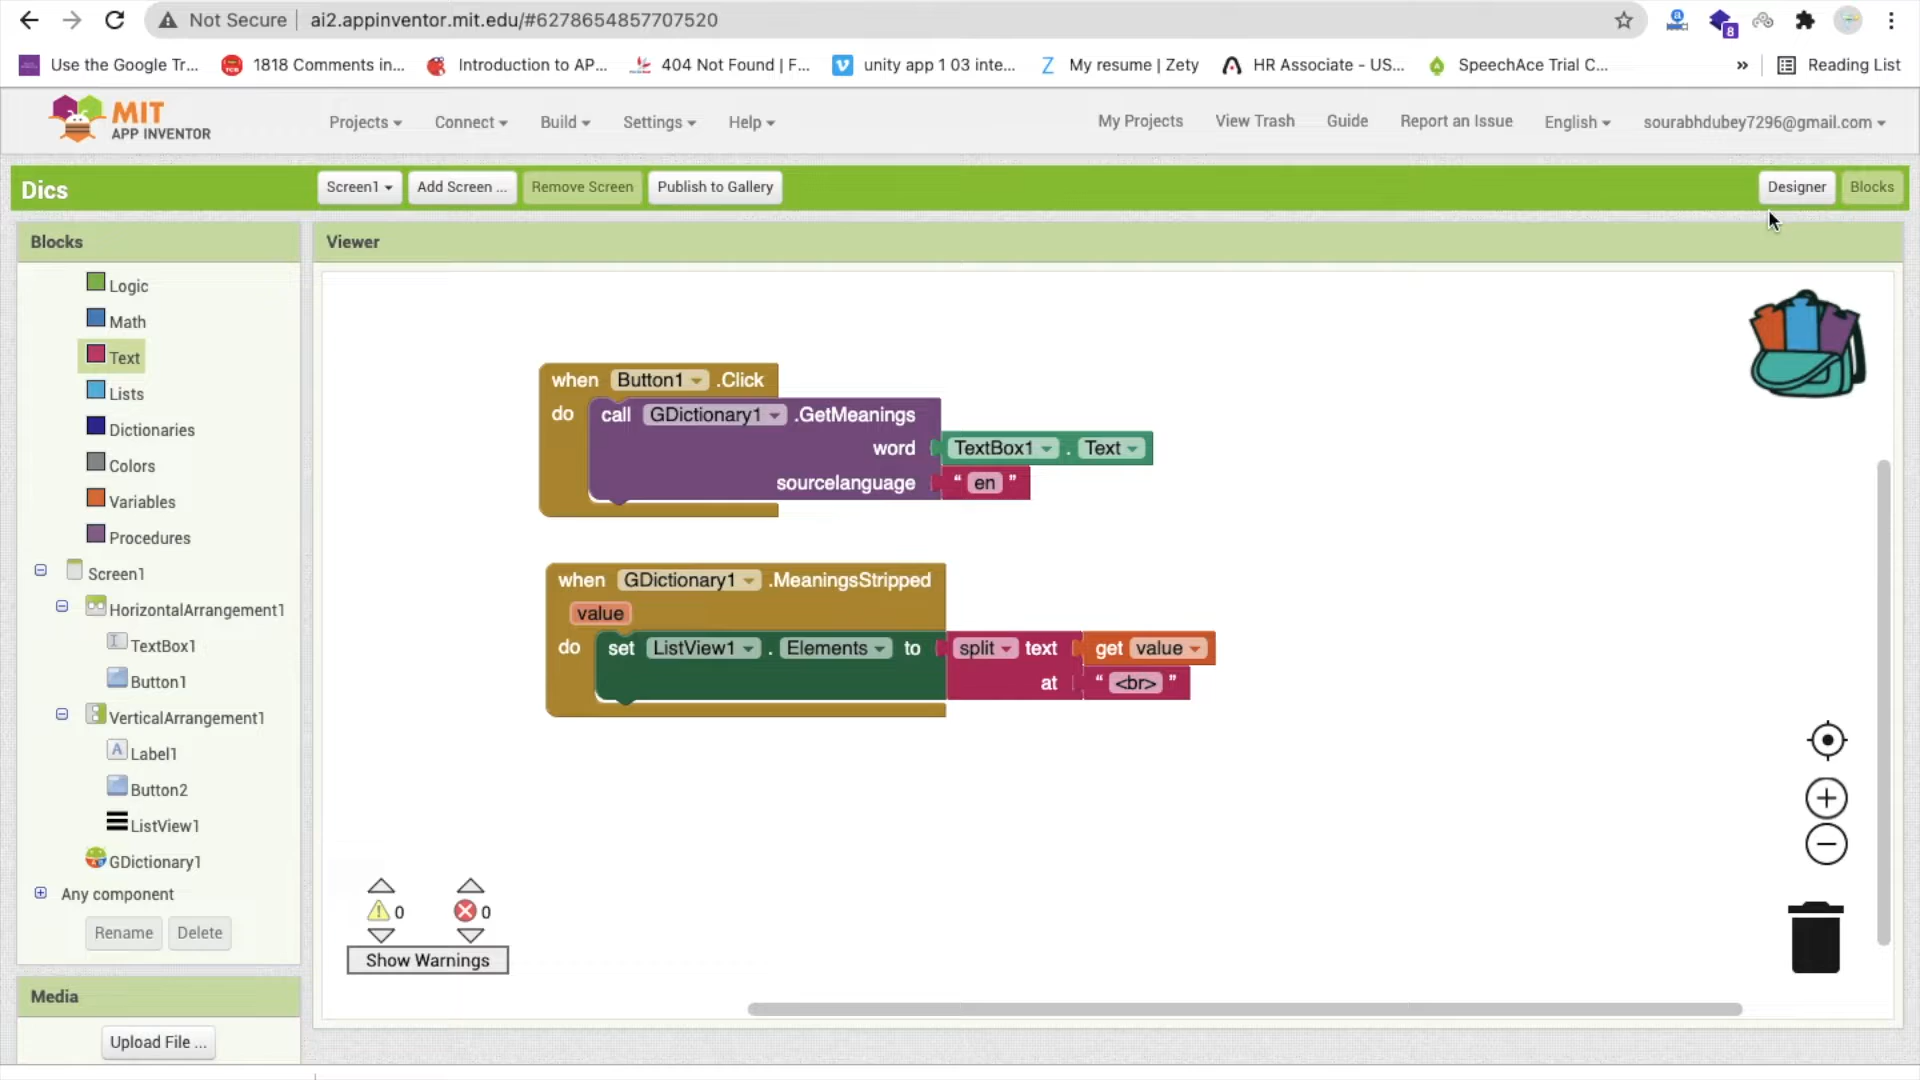 Not Secure | ai2.appinventor.mit.edu/#6278654857707520
8
Use the Google Tr... 1818 Comments in... Introduction to AP... 404 Not Found | F... unity app 1 03 inte... My resume | Zety HR Associate - US... SpeechAce Trial C... » Reading List
MIT
APP INVENTOR
Projects Connect Build Settings Help My Projects View Trash Guide Report an Issue English sourabhdubey7296@gmail.com
Dics Screen1 Add Screen ... Remove Screen Publish to Gallery Designer Blocks
Blocks Viewer
Logic
Math
Text
Lists
Dictionaries
Colors
Variables
Procedures
Screen1
HorizontalArrangement1
TextBox1
Button1
VerticalArrangement1
Label1
Button2
ListView1
GDictionary1
Any component
Rename Delete
Media
Upload File ...
when Button1 .Click
do call GDictionary1 .GetMeanings
word TextBox1 . Text
sourcelanguage “ en ”
when GDictionary1 .MeaningsStripped
value
do set ListView1 . Elements to split text get value
at “ <br> ”
0 0
Show Warnings